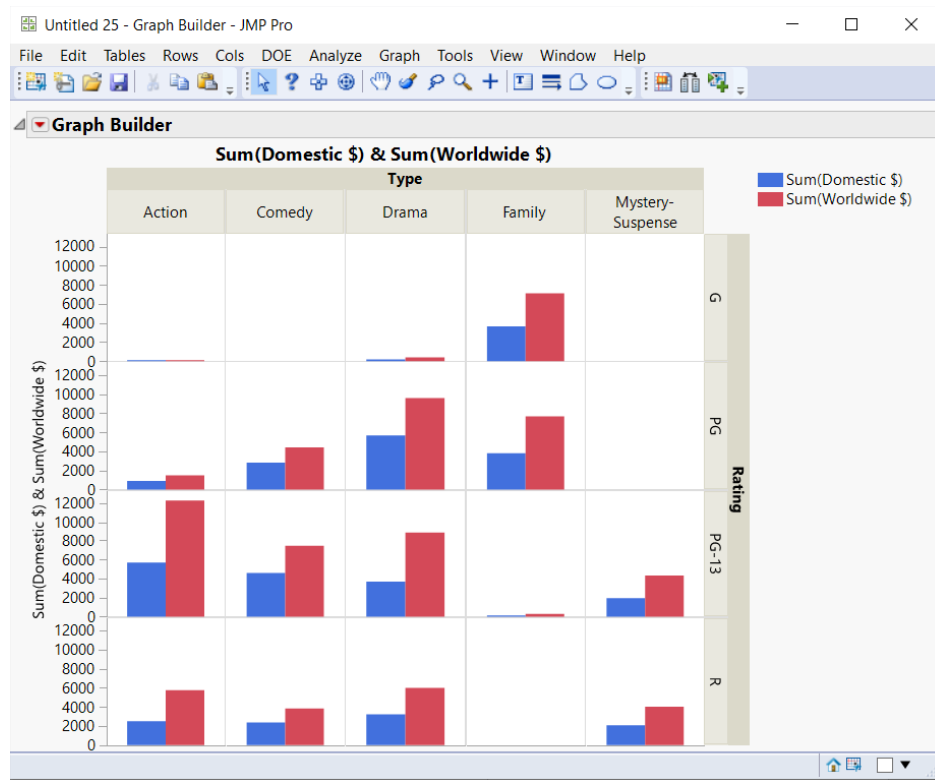 Untitled 25 - Graph Builder - JMP Pro
File Edit Tables Rows Cols DOE Analyze Graph Tools View Window Help
Graph Builder
Sum(Domestic $) & Sum(Worldwide $)
Type
Action Comedy Drama Family Mystery-
Suspense
Sum(Domestic $)
Sum(Worldwide $)
Sum(Domestic $) & Sum(Worldwide $)
12000
10000
8000
6000
4000
2000
0
G
12000
10000
8000
6000
4000
2000
0
PG
12000
10000
8000
6000
4000
2000
0
PG-13
12000
10000
8000
6000
4000
2000
0
R
Rating